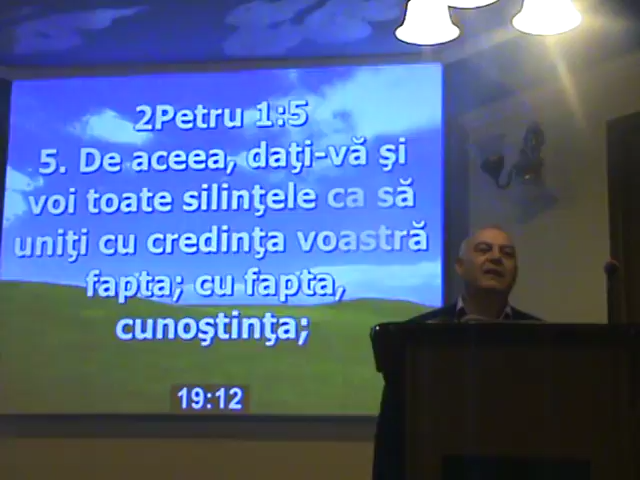 2Petru 1:5
5. De aceea, daţi-vă şi
voi toate silinţele ca să
uniţi cu credinţa voastră
fapta; cu fapta,
cunoştinţa;
19:12